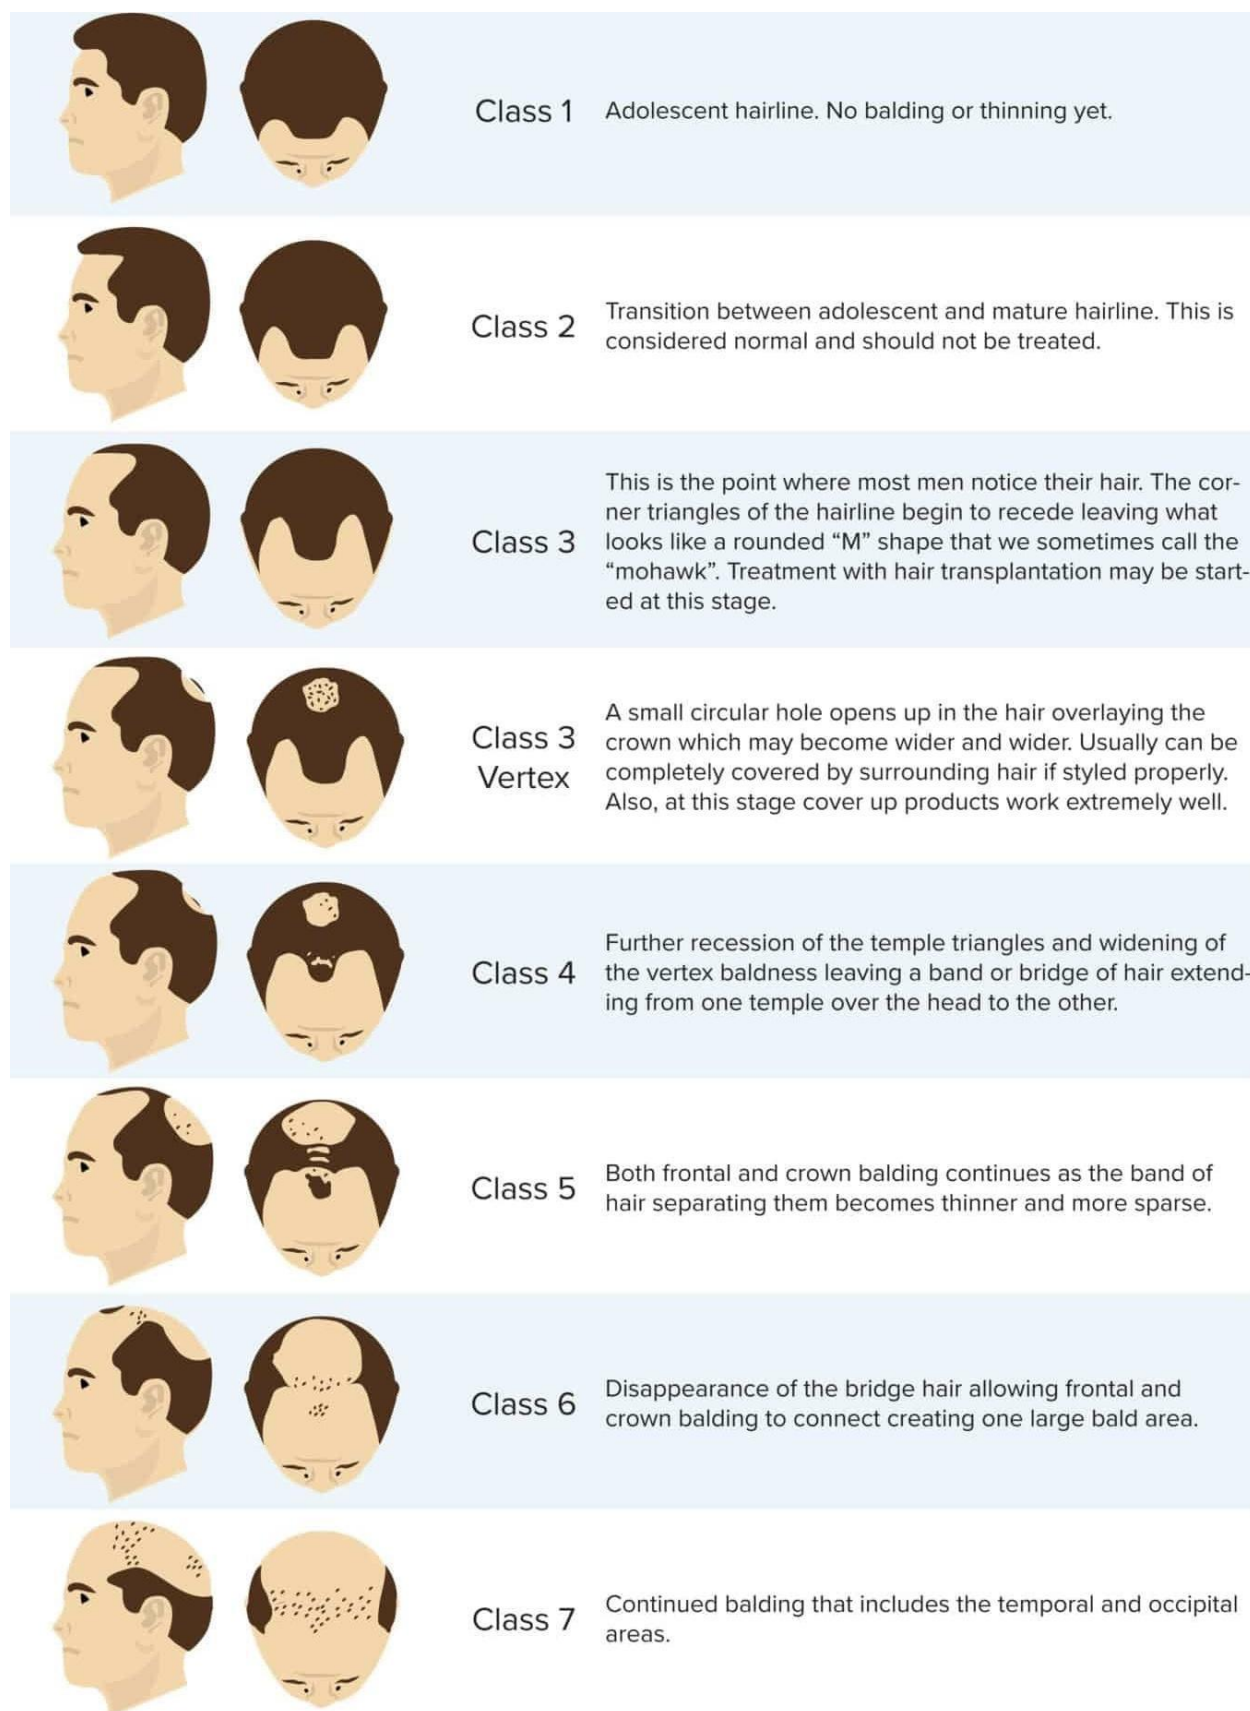 Class 1
Adolescent hairline. No balding or thinning yet.
Class 2
Transition between adolescent and mature hairline. This is
considered normal and should not be treated.
Class 3
This is the point where most men notice their hair. The cor-
ner triangles of the hairline begin to recede leaving what
looks like a rounded “M” shape that we sometimes call the
“mohawk”. Treatment with hair transplantation may be start-
ed at this stage.
Class 3
Vertex
A small circular hole opens up in the hair overlaying the
crown which may become wider and wider. Usually can be
completely covered by surrounding hair if styled properly.
Also, at this stage cover up products work extremely well.
Class 4
Further recession of the temple triangles and widening of
the vertex baldness leaving a band or bridge of hair extend-
ing from one temple over the head to the other.
Class 5
Both frontal and crown balding continues as the band of
hair separating them becomes thinner and more sparse.
Class 6
Disappearance of the bridge hair allowing frontal and
crown balding to connect creating one large bald area.
Class 7
Continued balding that includes the temporal and occipital
areas.